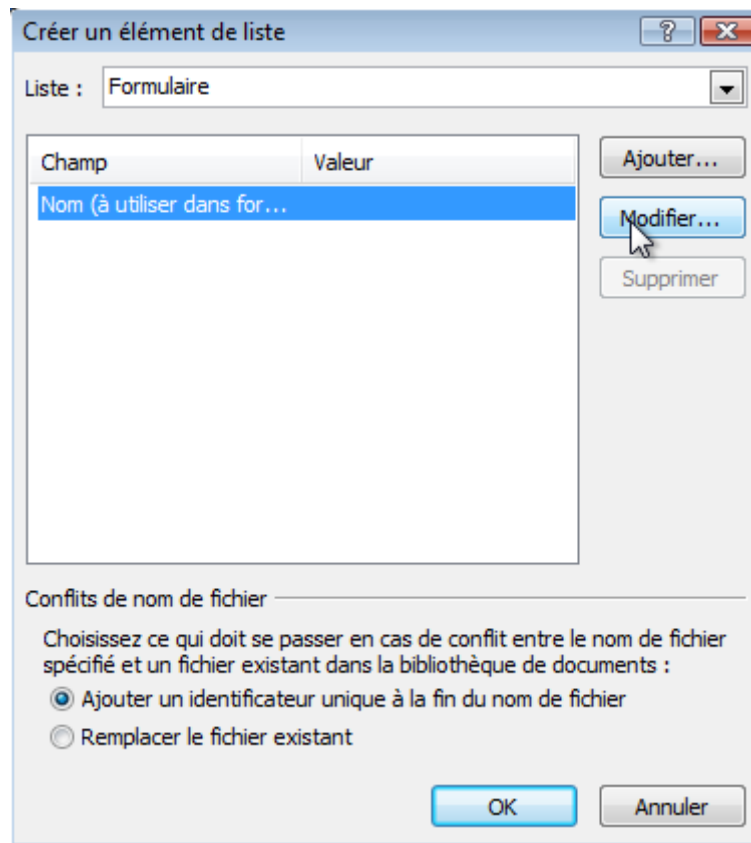 Créer un élément de liste
Liste : Formulaire
Champ Valeur
Nom (à utiliser dans for...
Ajouter...
Modifier...
Supprimer
Conflits de nom de fichier
Choisissez ce qui doit se passer en cas de conflit entre le nom de fichier
spécifié et un fichier existant dans la bibliothèque de documents :
Ajouter un identificateur unique à la fin du nom de fichier
Remplacer le fichier existant
OK Annuler